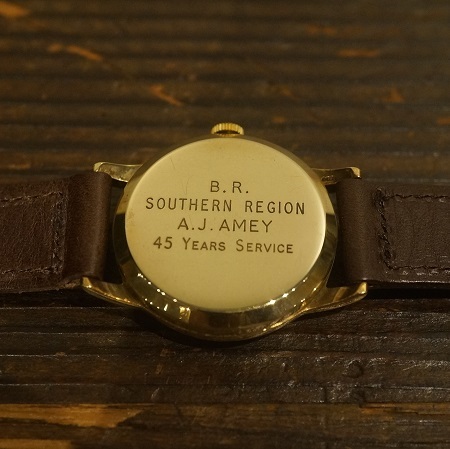 B.R.
SOUTHERN REGION
A.J. AMEY
45 YEARS SERVICE